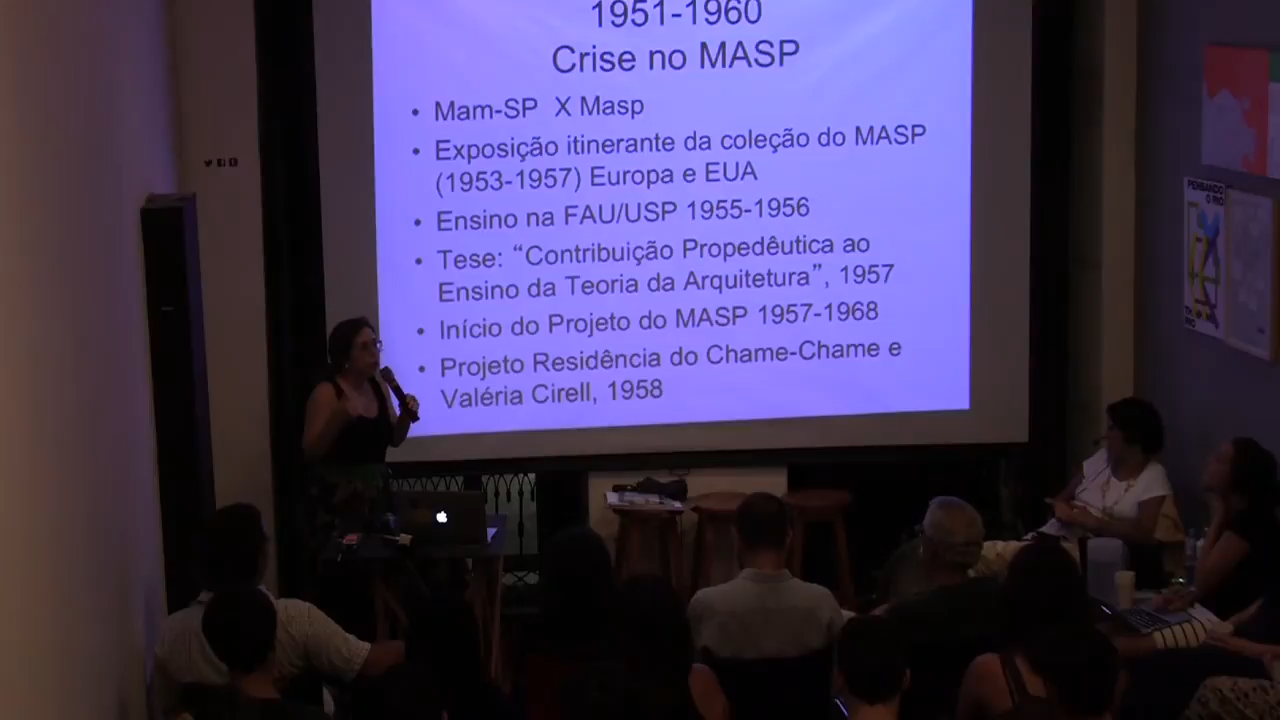 1951-1960
Crise no MASP
• Mam-SP X Masp
• Exposição itinerante da coleção do MASP
(1953-1957) Europa e EUA
• Ensino na FAU/USP 1955-1956
• Tese: “Contribuição Propedêutica ao
Ensino da Teoria da Arquitetura”, 1957
• Início do Projeto do MASP 1957-1968
• Projeto Residência do Chame-Chame e
Valéria Cirell, 1958
PENSANDO
O RIO